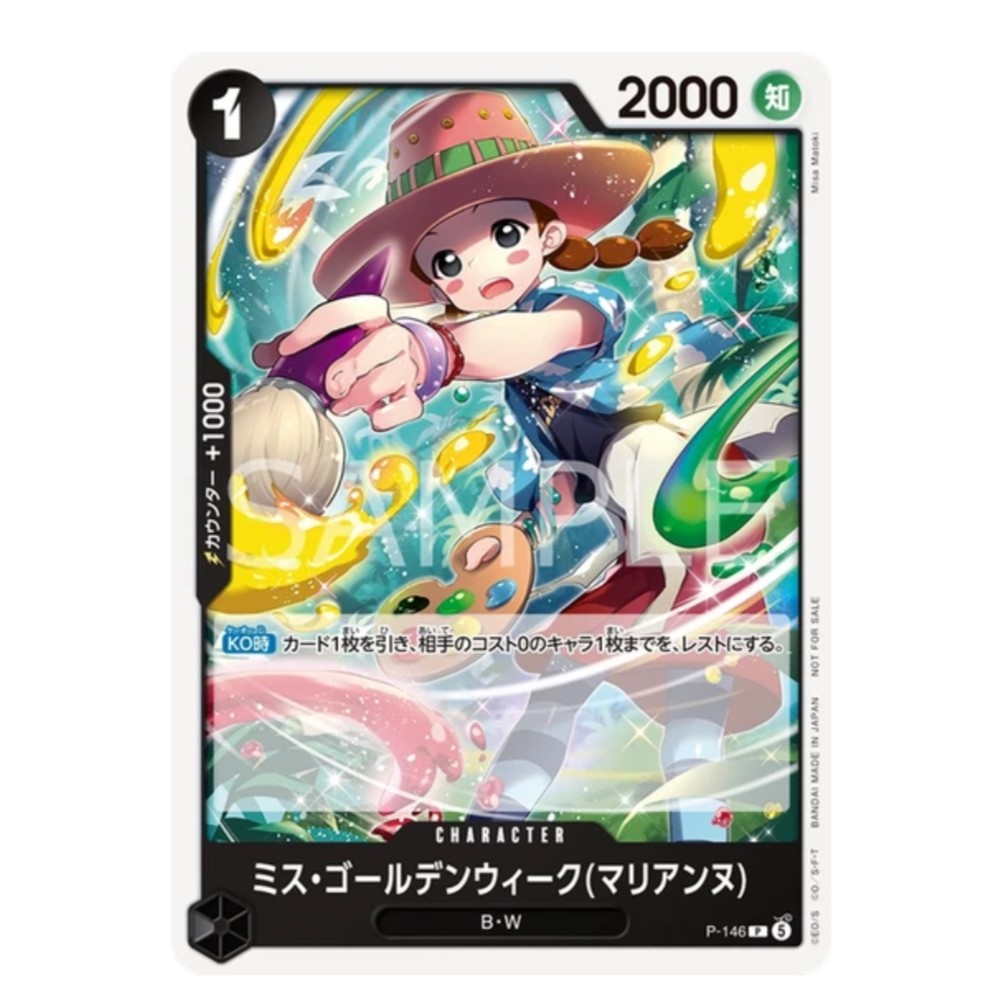 1
2000 知
Misa Matoki
カウンター +1000
SAMPLE
KO時 カード1枚を引き、相手のコスト0のキャラ1枚までを、レストにする。
CHARACTER
ミス・ゴールデンウィーク(マリアンヌ)
B・W
P-146 P 5
©EO/S ©O/S・F・T BANDAI MADE IN JAPAN NOT FOR SALE